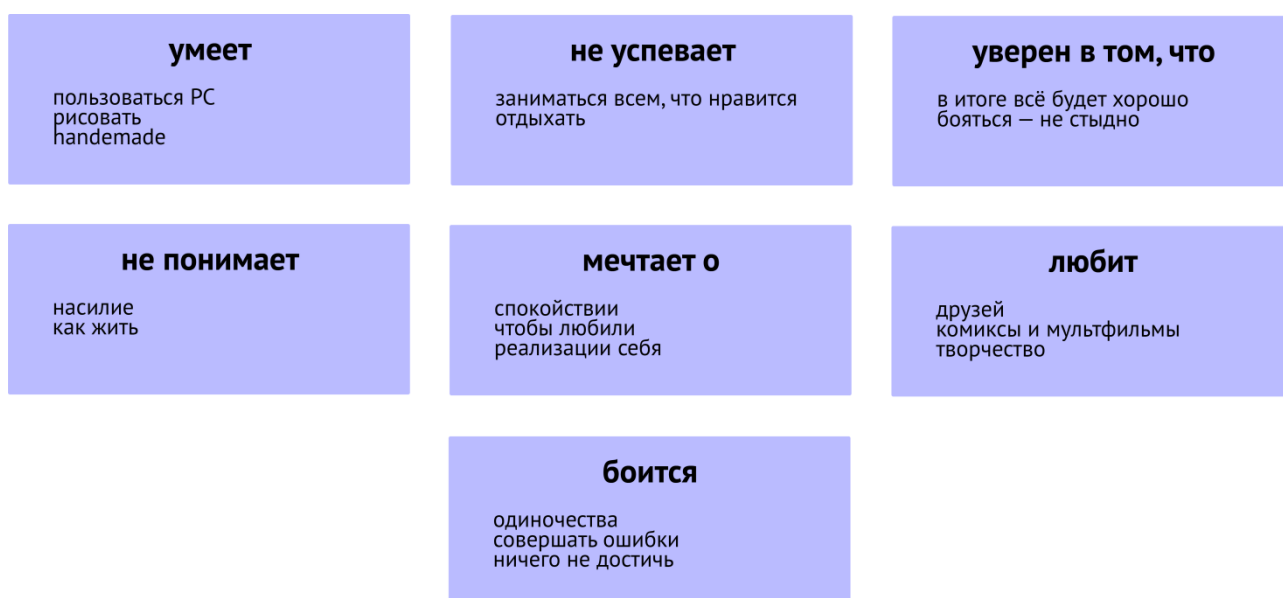 умеет
пользоваться PC
рисовать
handemade
не успевает
заниматься всем, что нравится
отдыхать
уверен в том, что
в итоге всё будет хорошо
бояться — не стыдно
не понимает
насилие
как жить
мечтает о
спокойствии
чтобы любили
реализации себя
любит
друзей
комиксы и мультфильмы
творчество
боится
одиночества
совершать ошибки
ничего не достичь